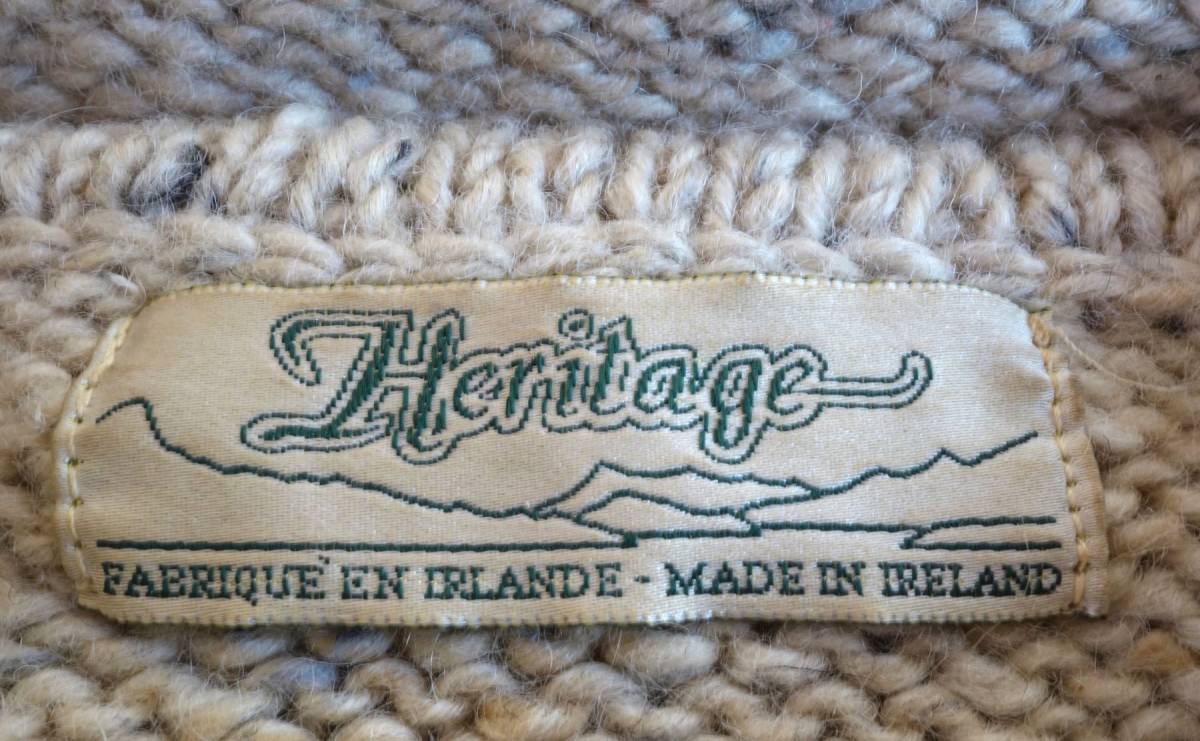 Heritage
FABRIQUÉ EN IRLANDE - MADE IN IRELAND